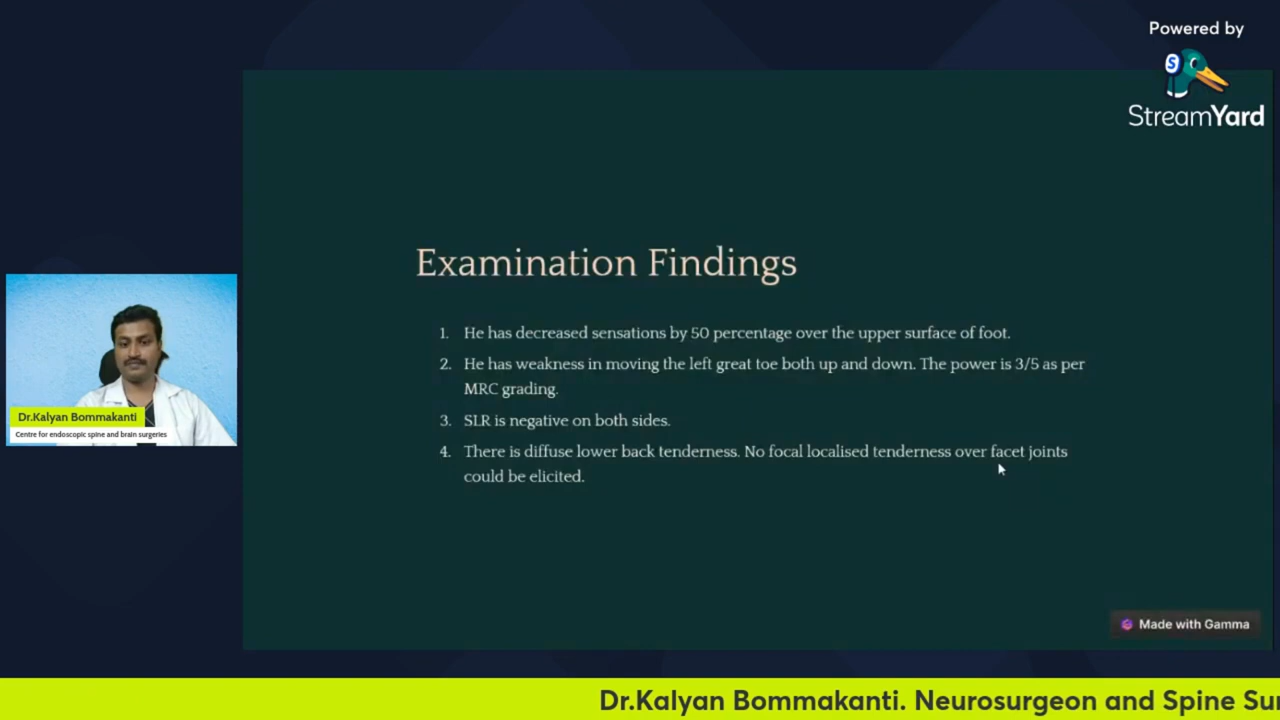 Powered by
S
StreamYard
Examination Findings
1. He has decreased sensations by 50 percentage over the upper surface of foot.
2. He has weakness in moving the left great toe both up and down. The power is 3/5 as per
MRC grading.
3. SLR is negative on both sides.
4. There is diffuse lower back tenderness. No focal localised tenderness over facet joints
could be elicited.
Dr.Kalyan Bommakanti
Centre for endoscopic spine and brain surgeries
Made with Gamma
Dr.Kalyan Bommakanti. Neurosurgeon and Spine Su